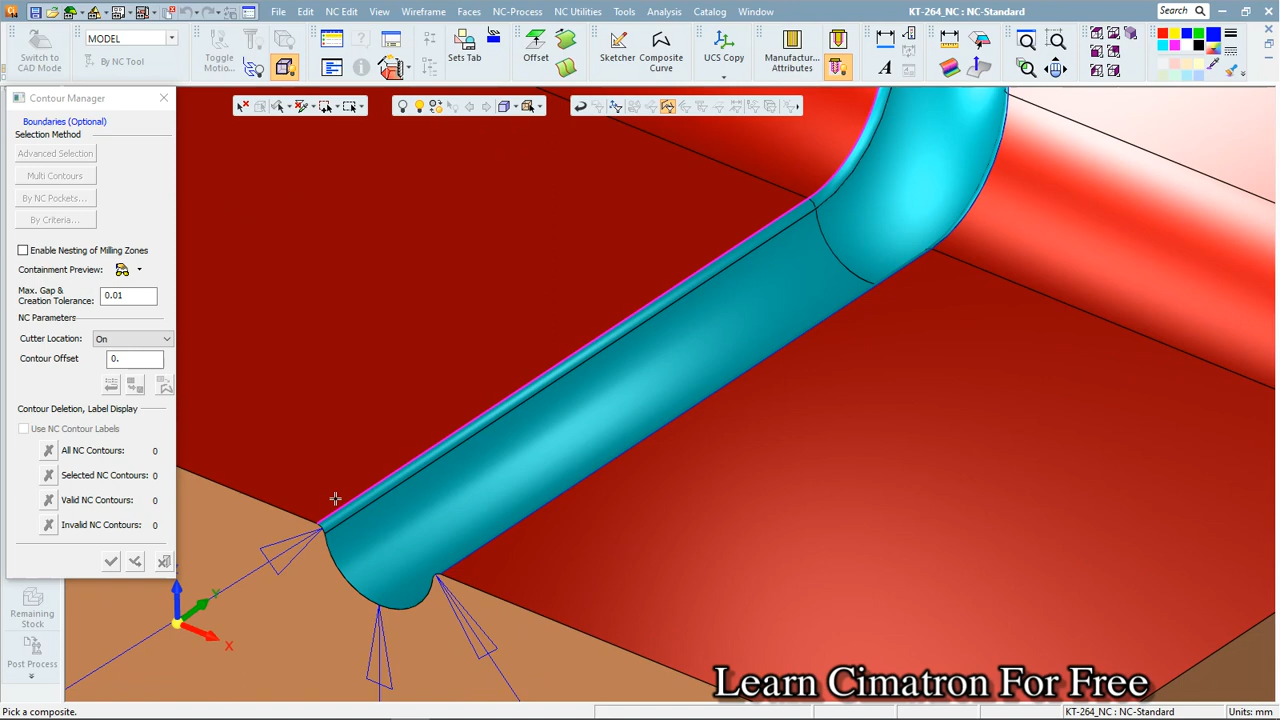 File Edit View Wireframe Faces NC-Process NC Utilities Tools Analysis Catalog Window
KT-264_NC : NC-Standard
Search
Switch to
CAD Mode
MODEL
By NC Tool
Toggle
Motio...
Sets Tab
Offset
Sketcher
Composite
Curve
UCS Copy
Manufactur...
Attributes
Contour Manager
Boundaries (Optional)
Selection Method
Advanced Selection
Multi Contours
By NC Pockets...
By Criteria...
Enable Nesting of Milling Zones
Containment Preview:
Max. Gap &
Creation Tolerance: 0.01
NC Parameters
Cutter Location: On
Contour Offset 0.
Contour Deletion, Label Display
Use NC Contour Labels
All NC Contours: 0
Selected NC Contours: 0
Valid NC Contours: 0
Invalid NC Contours: 0
Remaining
Stock
Post Process
Y
X
Learn Cimatron For Free
Pick a composite.
KT-264_NC : NC-Standard
Units: mm